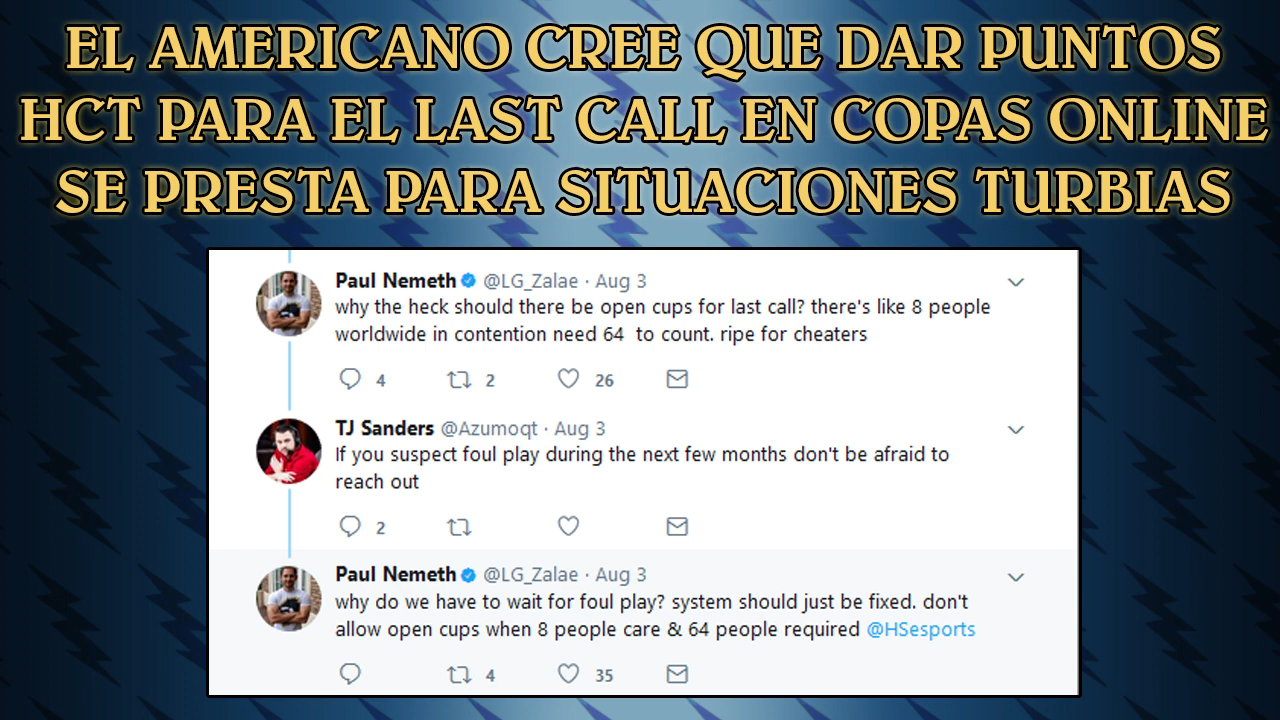 EL AMERICANO CREE QUE DAR PUNTOS
HCT PARA EL LAST CALL EN COPAS ONLINE
SE PRESTA PARA SITUACIONES TURBIAS
Paul Nemeth @LG_Zalae · Aug 3
why the heck should there be open cups for last call? there's like 8 people
worldwide in contention need 64 to count. ripe for cheaters
4 2 26
TJ Sanders @Azumoqt · Aug 3
If you suspect foul play during the next few months don't be afraid to
reach out
2
Paul Nemeth @LG_Zalae · Aug 3
why do we have to wait for foul play? system should just be fixed. don't
allow open cups when 8 people care & 64 people required @HSesports
4 35